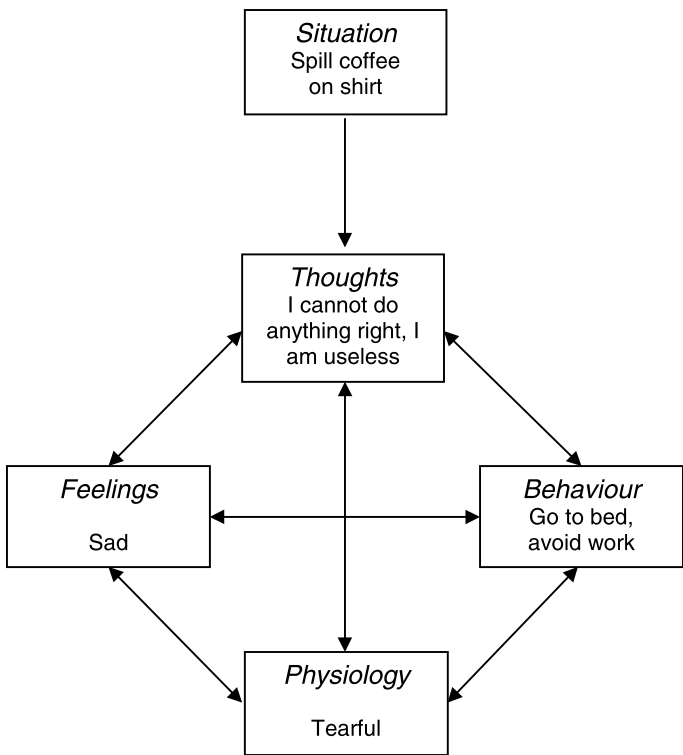 Situation
Spill coffee
on shirt
Thoughts
I cannot do
anything right, I
am useless
Feelings
Sad
Behaviour
Go to bed,
avoid work
Physiology
Tearful